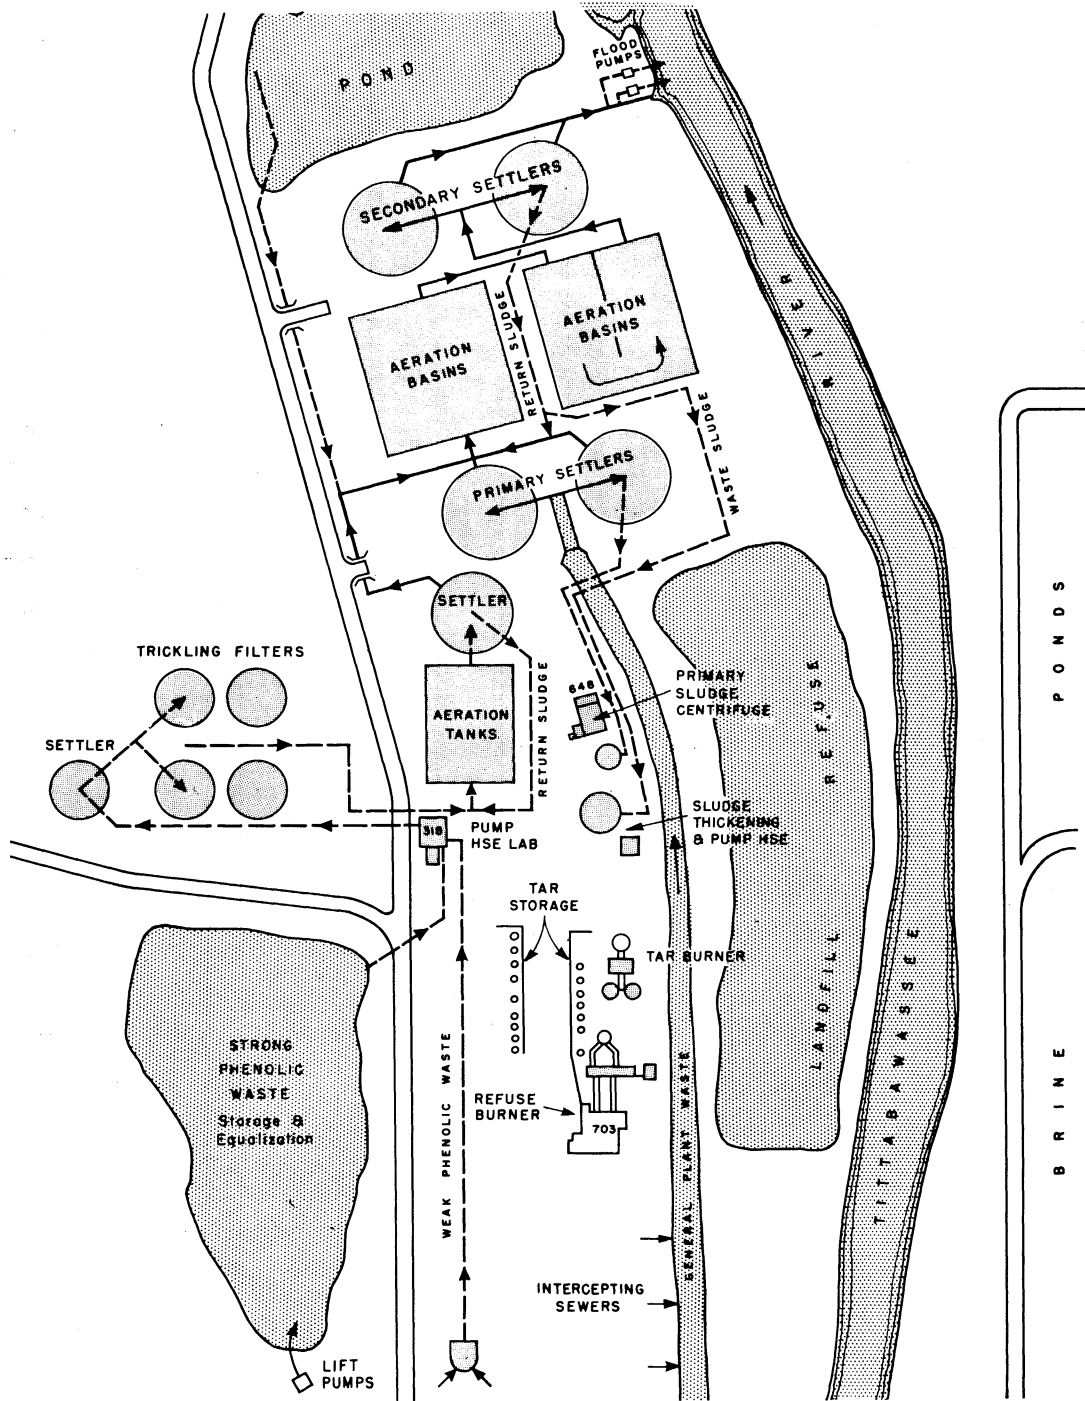 POND
FLOOD
PUMPS
SECONDARY SETTLERS
RIVER
RETURN SLUDGE
AERATION
BASINS
AERATION
BASINS
WASTE SLUDGE
PRIMARY SETTLERS
PONDS
SETTLER
TRICKLING FILTERS
SETTLER
AERATION
TANKS
RETURN SLUDGE
648
PRIMARY
SLUDGE
CENTRIFUGE
REFUSE
318
PUMP
HSE LAB
SLUDGE
THICKENING
& PUMP HSE
TAR
STORAGE
TAR BURNER
LANDFILL
TITTABAWASSEE
STRONG
PHENOLIC
WASTE
Storage &
Equalization
WEAK PHENOLIC WASTE
REFUSE
BURNER
703
GENERAL PLANT WASTE
BRINE
INTERCEPTING
SEWERS
LIFT
PUMPS